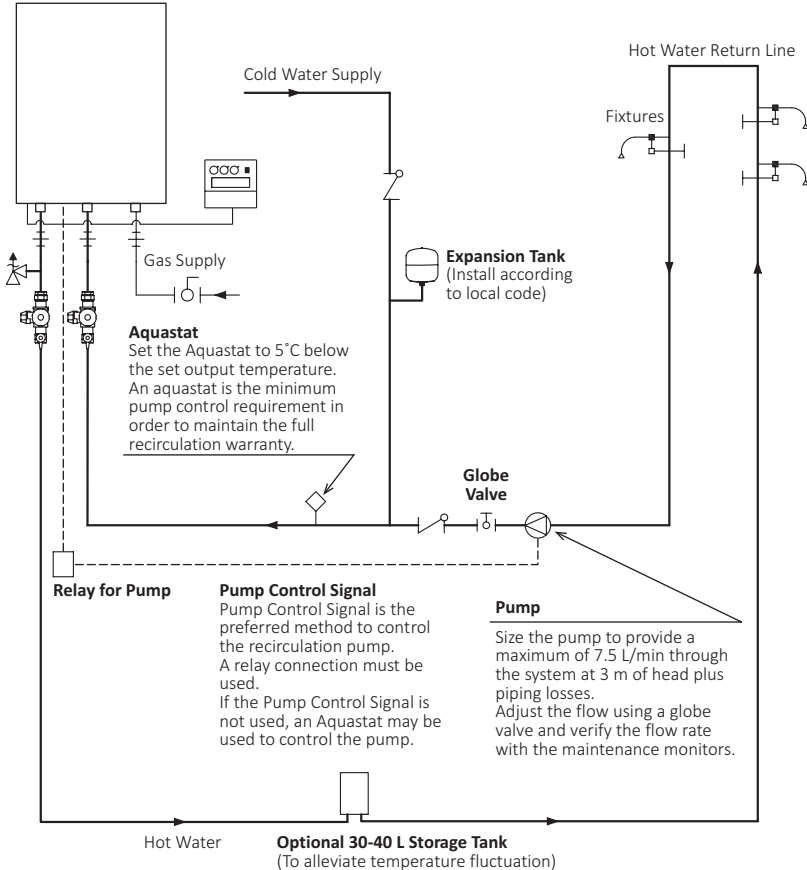 Hot Water Return Line
Cold Water Supply
Fixtures
Gas Supply
Expansion Tank
(Install according
to local code)
Aquastat
Set the Aquastat to 5˚C below
the set output temperature.
An aquastat is the minimum
pump control requirement in
order to maintain the full
recirculation warranty.
Globe
Valve
Relay for Pump
Pump Control Signal
Pump Control Signal is the
preferred method to control
the recirculation pump.
A relay connection must be
used.
If the Pump Control Signal is
not used, an Aquastat may be
used to control the pump.
Pump
Size the pump to provide a
maximum of 7.5 L/min through
the system at 3 m of head plus
piping losses.
Adjust the flow using a globe
valve and verify the flow rate
with the maintenance monitors.
Hot Water
Optional 30-40 L Storage Tank
(To alleviate temperature fluctuation)